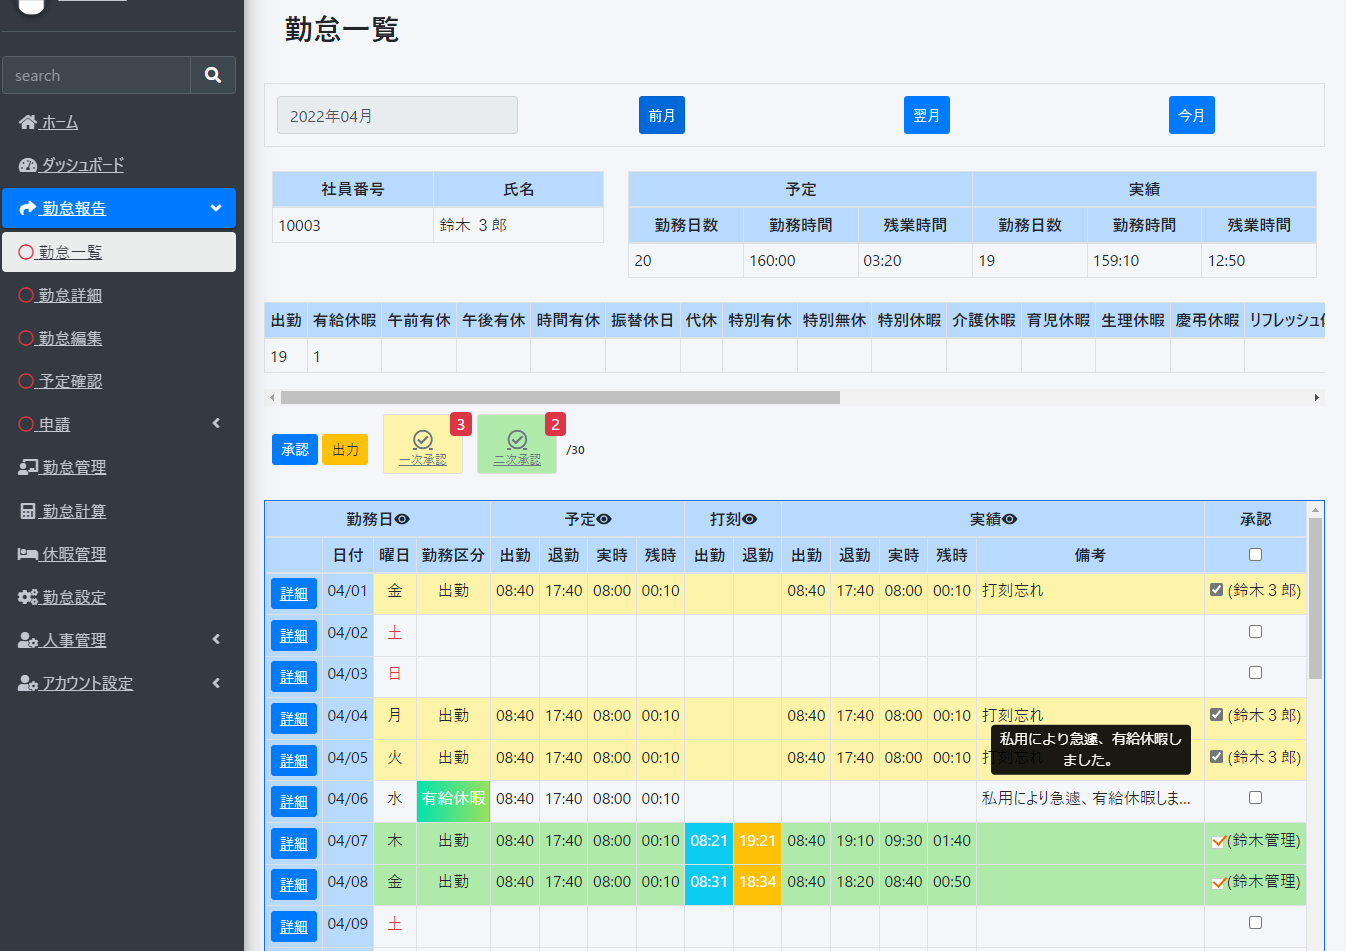 勤怠一覧
search
ホーム
ダッシュボード
勤怠報告
勤怠一覧
勤怠詳細
勤怠編集
予定確認
申請
勤怠管理
勤怠計算
休暇管理
勤怠設定
人事管理
アカウント設定
2022年04月 前月 翌月 今月
社員番号 氏名
10003 鈴木 3 郎
予定 実績
勤務日数 勤務時間 残業時間 勤務日数 勤務時間 残業時間
20 160:00 03:20 19 159:10 12:50
出勤 有給休暇 午前有休 午後有休 時間有休 振替休日 代休 特別有休 特別無休 特別休暇 介護休暇 育児休暇 生理休暇 慶弔休暇 リフレッシュ
19 1
承認 出力 一次承認 3 二次承認 2 /30
勤務日 予定 打刻 実績 承認
日付 曜日 勤務区分 出勤 退勤 実時 残時 出勤 退勤 出勤 退勤 実時 残時 備考
詳細 04/01 金 出勤 08:40 17:40 08:00 00:10 08:40 17:40 08:00 00:10 打刻忘れ (鈴木 3 郎)
詳細 04/02 土
詳細 04/03 日
詳細 04/04 月 出勤 08:40 17:40 08:00 00:10 08:40 17:40 08:00 00:10 打刻忘れ (鈴木 3 郎)
私用により急遽、有給休暇し
ました。
詳細 04/05 火 出勤 08:40 17:40 08:00 00:10 08:40 17:40 08:00 00:10 打刻忘れ (鈴木 3 郎)
詳細 04/06 水 有給休暇 08:40 17:40 08:00 00:10 私用により急遽、有給休暇しま...
詳細 04/07 木 出勤 08:40 17:40 08:00 00:10 08:21 19:21 08:40 19:10 09:30 01:40 (鈴木管理)
詳細 04/08 金 出勤 08:40 17:40 08:00 00:10 08:31 18:34 08:40 18:20 08:40 00:50 (鈴木管理)
詳細 04/09 土